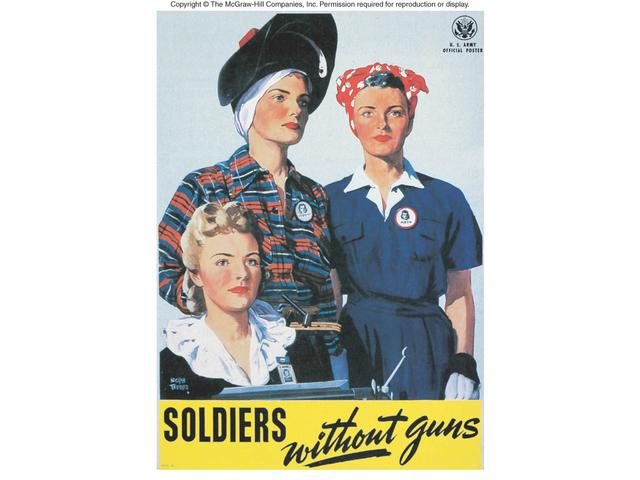 Copyright © The McGraw-Hill Companies, Inc. Permission required for reproduction or display.
U. S. ARMY
OFFICIAL POSTER
SOLDIERS
without guns